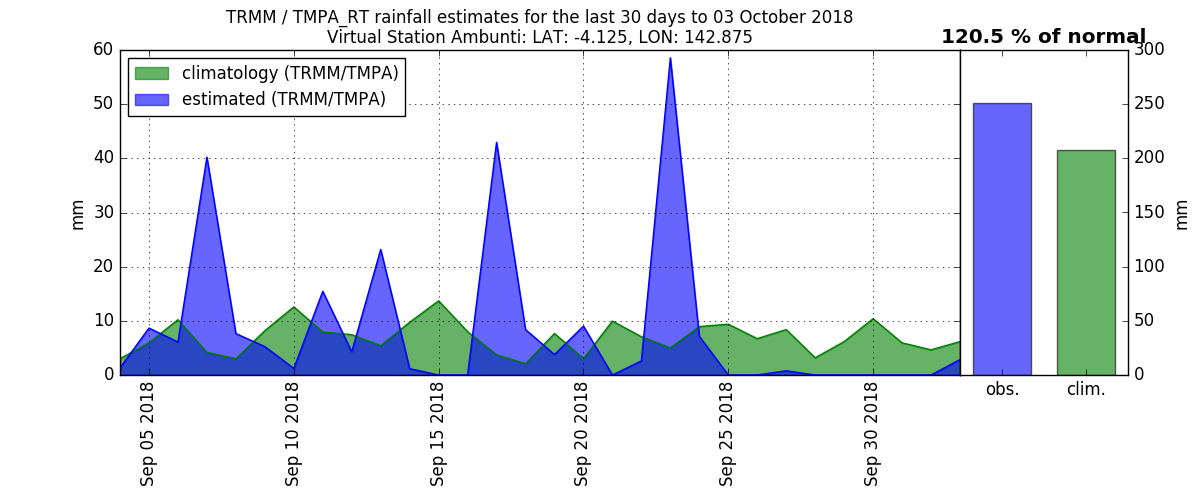 TRMM / TMPA_RT rainfall estimates for the last 30 days to 03 October 2018
Virtual Station Ambunti: LAT: -4.125, LON: 142.875
120.5 % of normal
climatology (TRMM/TMPA)
estimated (TRMM/TMPA)
60
50
40
30
20
10
0
mm
Sep 05 2018
Sep 10 2018
Sep 15 2018
Sep 20 2018
Sep 25 2018
Sep 30 2018
obs.
clim.
300
250
200
150
100
50
0
mm